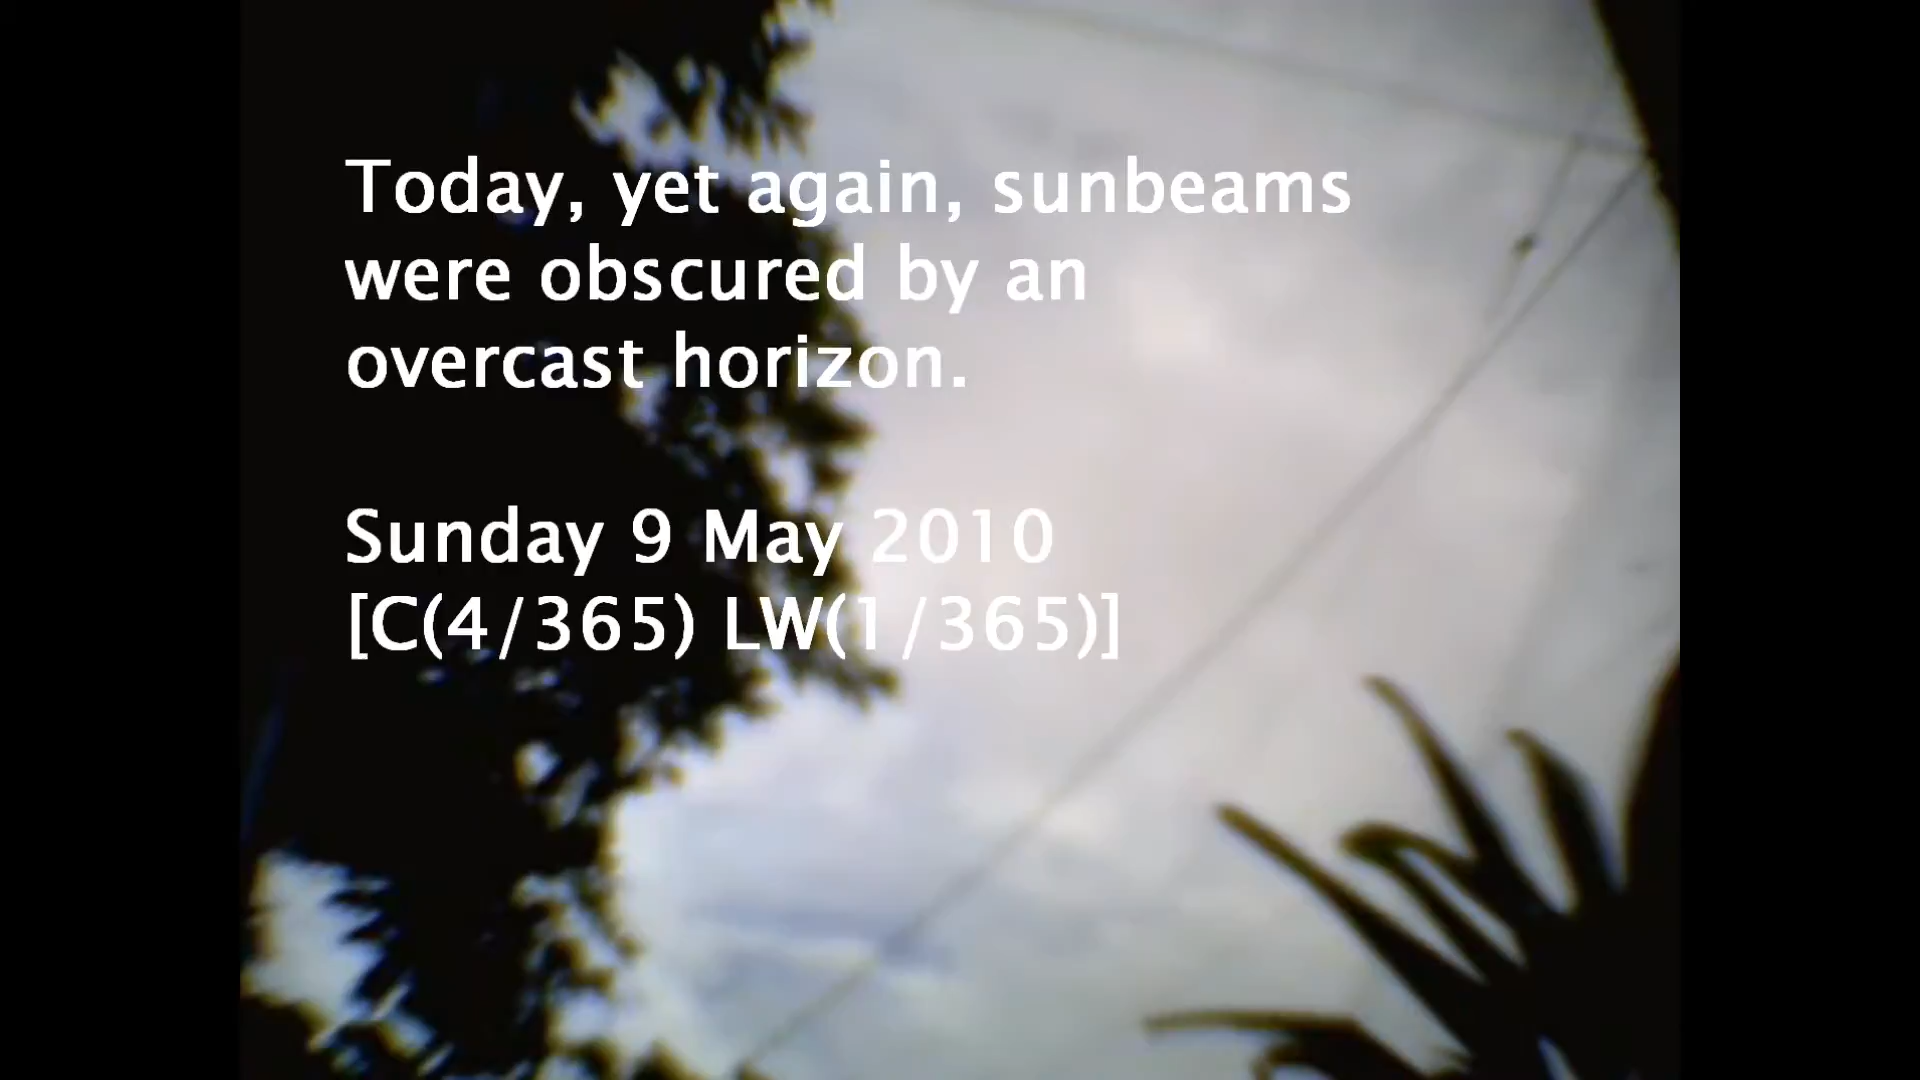 Today, yet again, sunbeams
were obscured by an
overcast horizon.
Sunday 9 May 2010
[C(4/365) LW(1/365)]